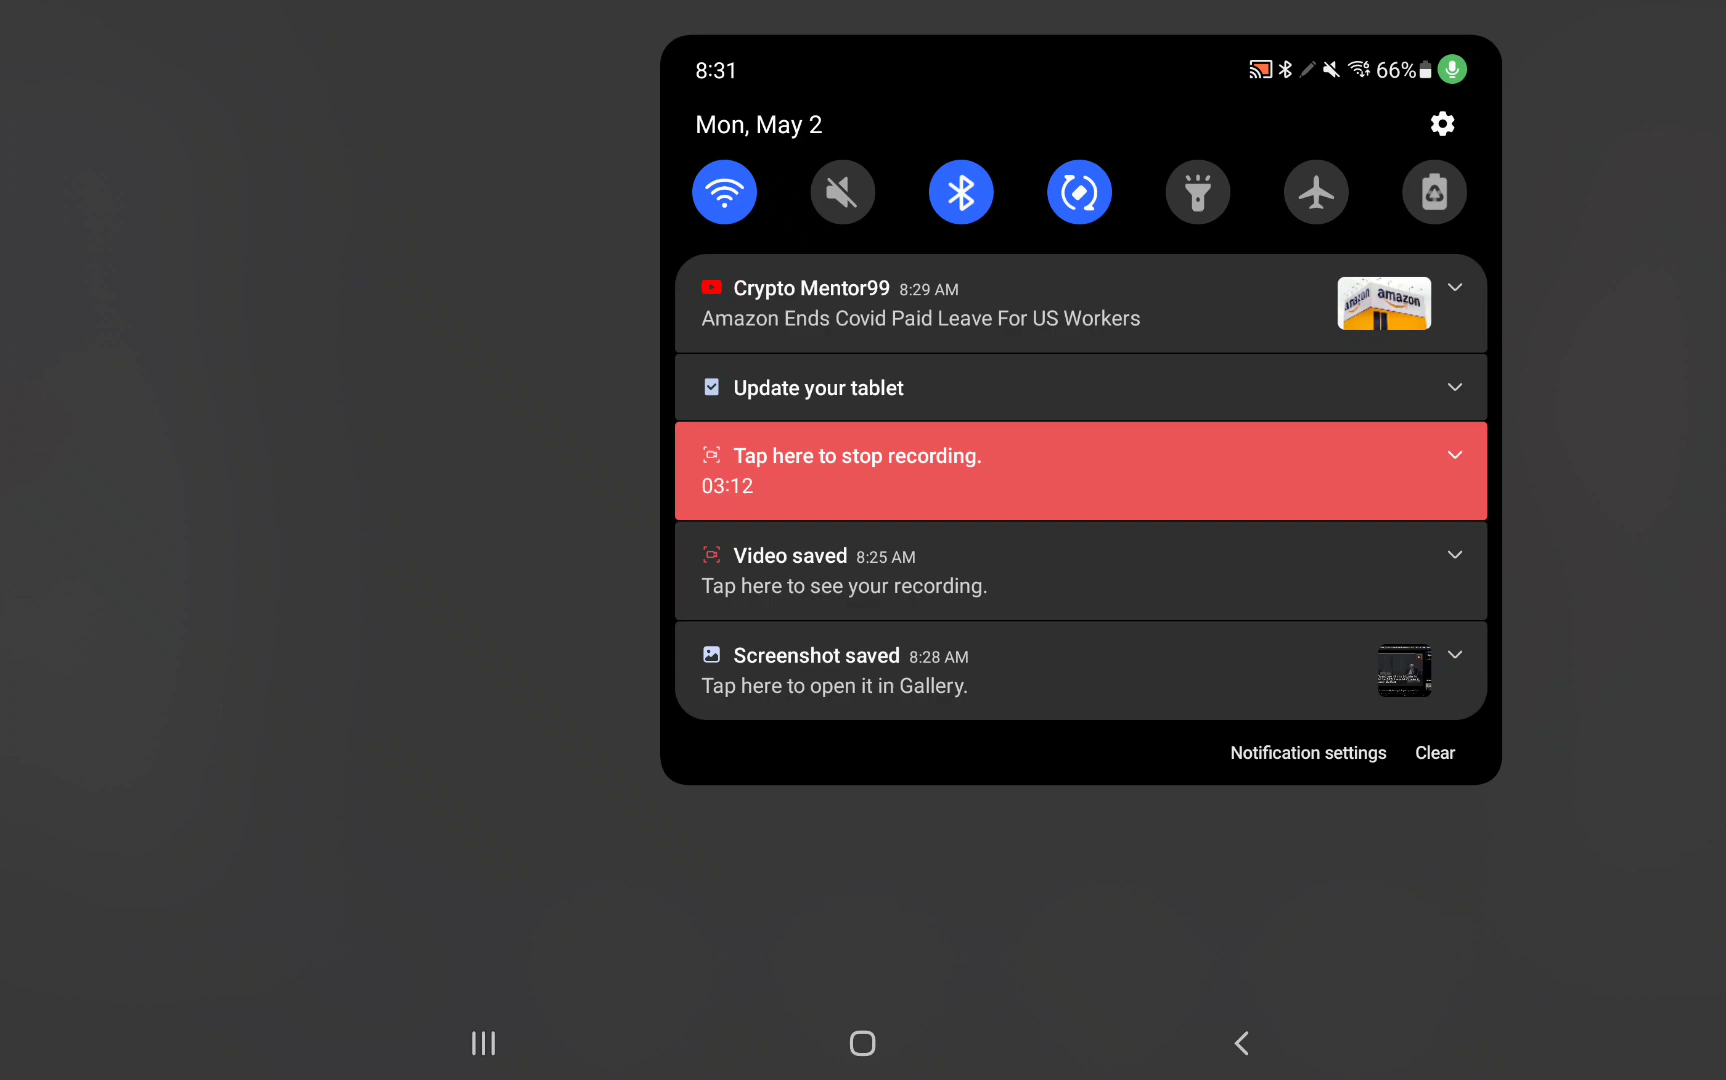 8:31
66%
Mon, May 2
Crypto Mentor99 8:29 AM
Amazon Ends Covid Paid Leave For US Workers
amazon
amazon
Update your tablet
Tap here to stop recording.
03:12
Video saved 8:25 AM
Tap here to see your recording.
Screenshot saved 8:28 AM
Tap here to open it in Gallery.
Notification settings Clear